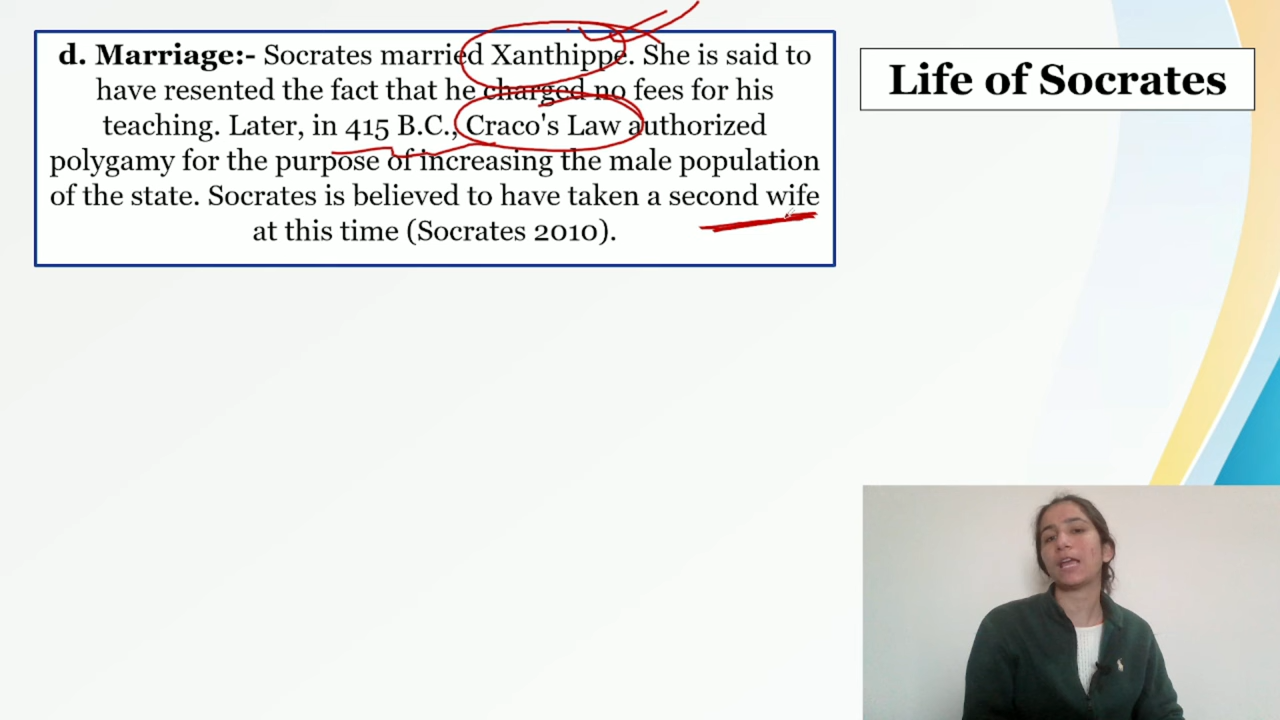 d. Marriage:- Socrates married Xanthippe. She is said to
have resented the fact that he charged no fees for his
teaching. Later, in 415 B.C., Craco's Law authorized
polygamy for the purpose of increasing the male population
of the state. Socrates is believed to have taken a second wife
at this time (Socrates 2010).
Life of Socrates